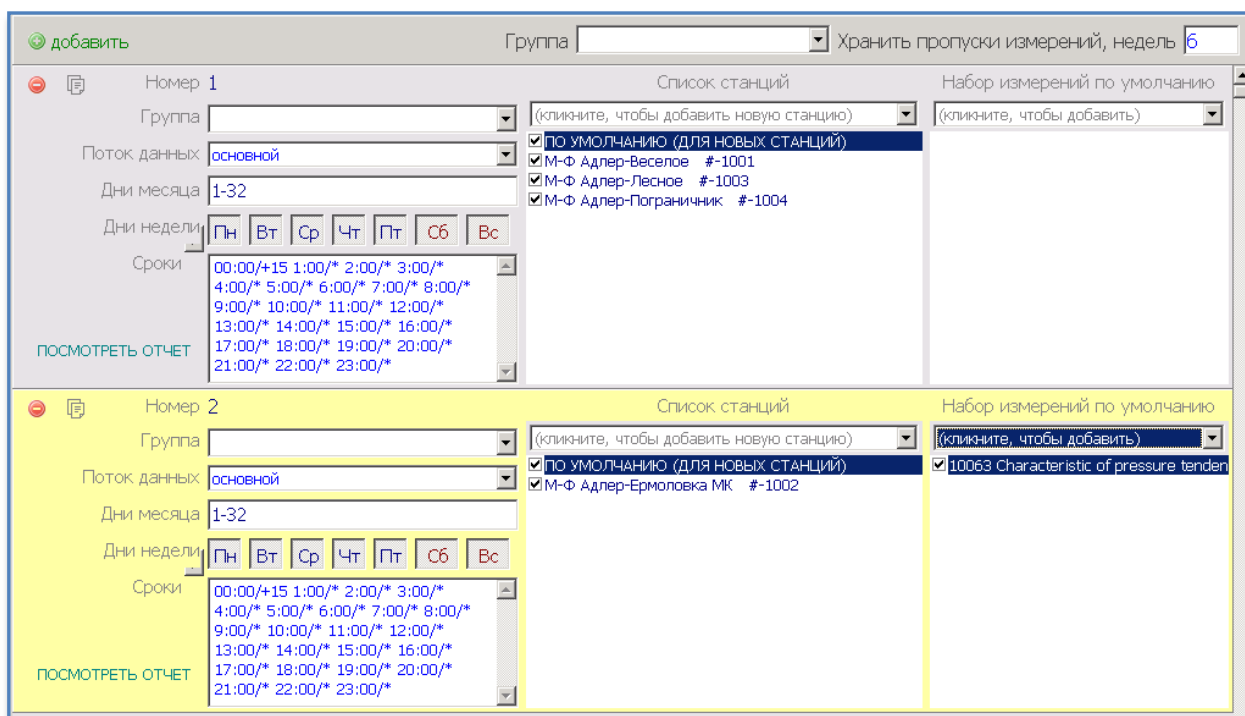 добавить Группа Хранить пропуски измерений, недель 6
Номер 1 Список станций Набор измерений по умолчанию
Группа (кликните, чтобы добавить новую станцию) (кликните, чтобы добавить)
ПО УМОЛЧАНИЮ (ДЛЯ НОВЫХ СТАНЦИЙ)
Поток данных основной М-Ф Адлер-Веселое #-1001
М-Ф Адлер-Лесное #-1003
Дни месяца 1-32 М-Ф Адлер-Пограничник #-1004
Дни недели Пн Вт Ср Чт Пт Сб Вс
Сроки 00:00/+15 1:00/* 2:00/* 3:00/*
4:00/* 5:00/* 6:00/* 7:00/* 8:00/*
9:00/* 10:00/* 11:00/* 12:00/*
13:00/* 14:00/* 15:00/* 16:00/*
ПОСМОТРЕТЬ ОТЧЕТ 17:00/* 18:00/* 19:00/* 20:00/*
21:00/* 22:00/* 23:00/*
Номер 2 Список станций Набор измерений по умолчанию
Группа (кликните, чтобы добавить новую станцию) (кликните, чтобы добавить)
ПО УМОЛЧАНИЮ (ДЛЯ НОВЫХ СТАНЦИЙ) 10063 Characteristic of pressure tenden
Поток данных основной М-Ф Адлер-Ермоловка МК #-1002
Дни месяца 1-32
Дни недели Пн Вт Ср Чт Пт Сб Вс
Сроки 00:00/+15 1:00/* 2:00/* 3:00/*
4:00/* 5:00/* 6:00/* 7:00/* 8:00/*
9:00/* 10:00/* 11:00/* 12:00/*
13:00/* 14:00/* 15:00/* 16:00/*
ПОСМОТРЕТЬ ОТЧЕТ 17:00/* 18:00/* 19:00/* 20:00/*
21:00/* 22:00/* 23:00/*